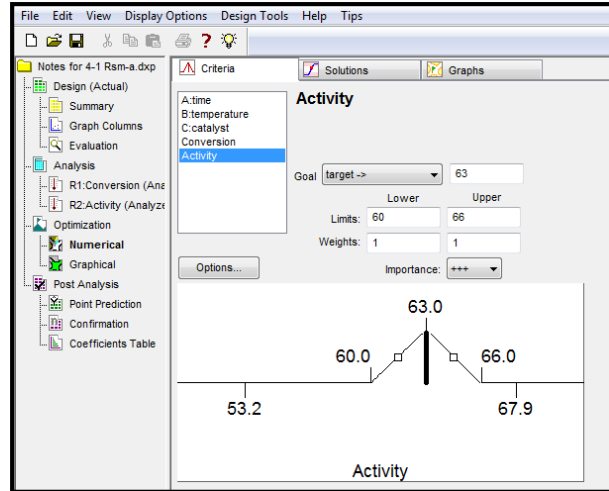 File Edit View Display Options Design Tools Help Tips
Notes for 4-1 Rsm-a.dxp
Design (Actual)
Summary
Graph Columns
Evaluation
Analysis
R1:Conversion (Ana
R2:Activity (Analyze
Optimization
Numerical
Graphical
Post Analysis
Point Prediction
Confirmation
Coefficients Table
Criteria Solutions Graphs
A:time
B:temperature
C:catalyst
Conversion
Activity
Activity
Goal target -> 63
Lower Upper
Limits: 60 66
Weights: 1 1
Options... Importance: +++
63.0
60.0 66.0
53.2 67.9
Activity